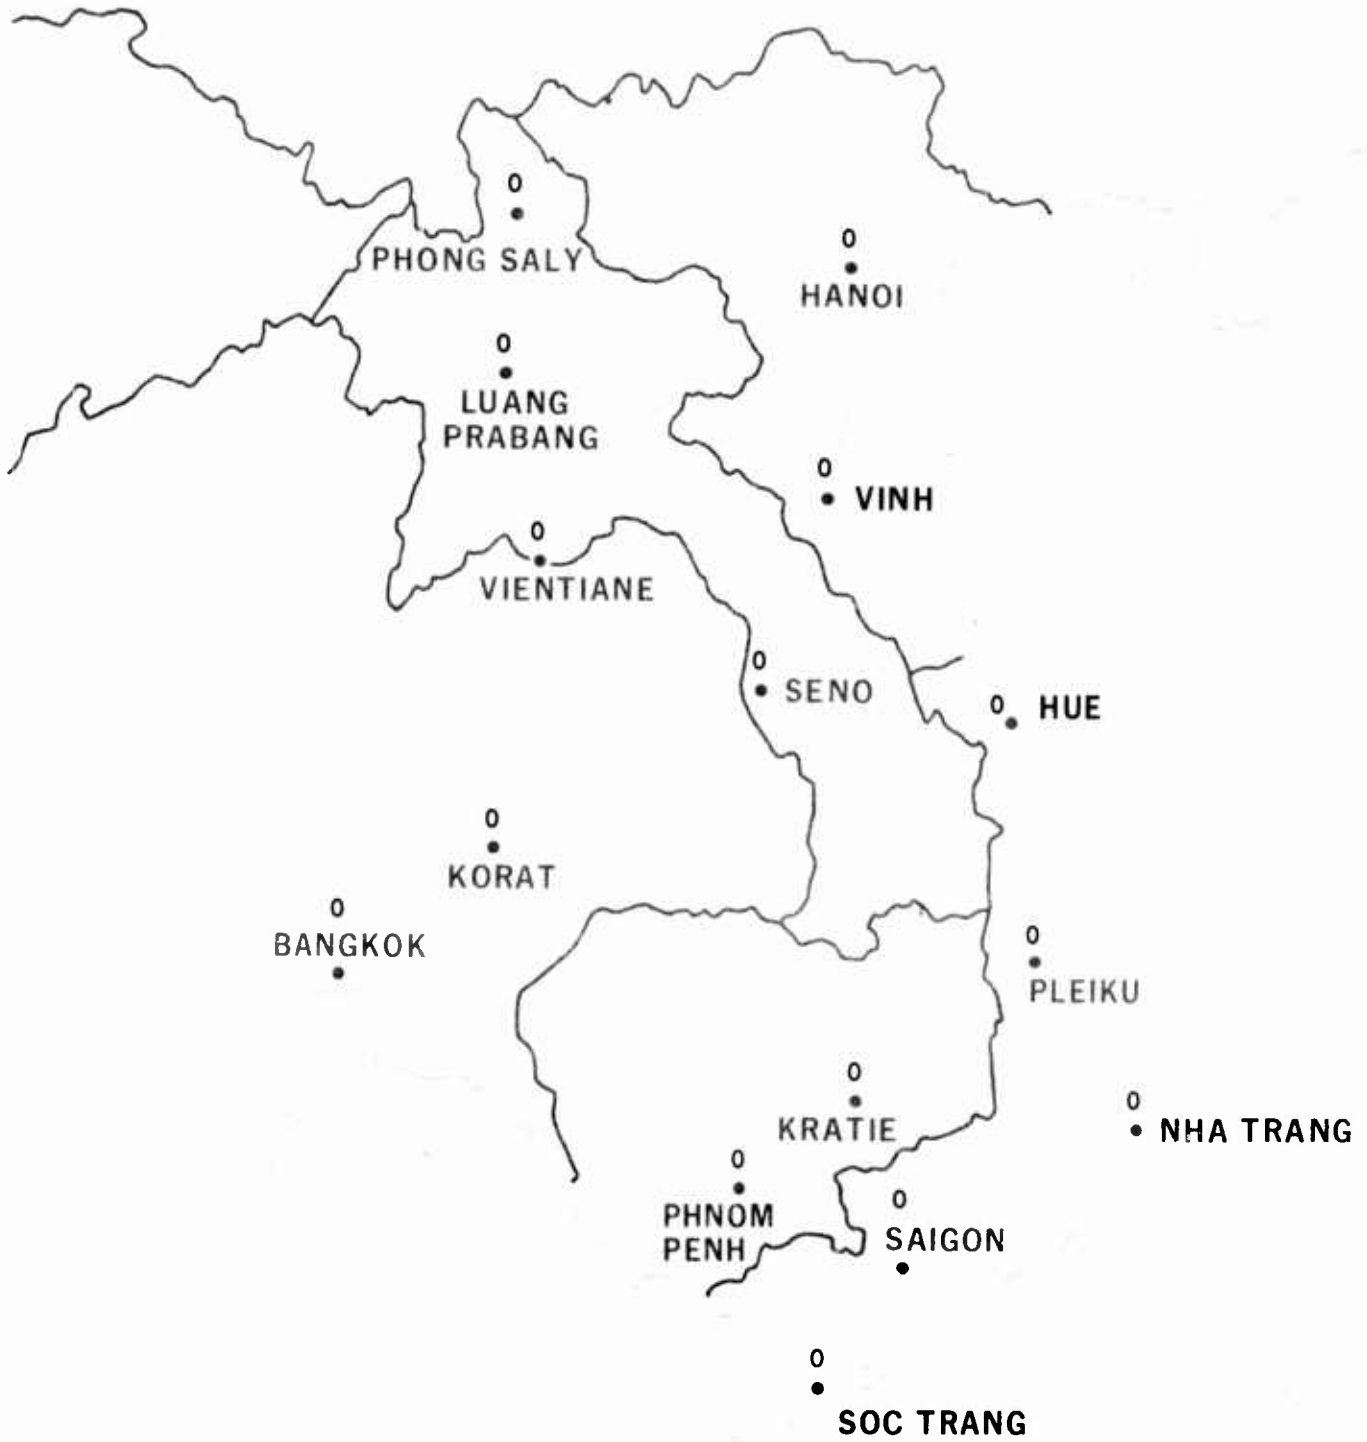 0
PHONG SALY
0
HANOI
0
LUANG
PRABANG
0
VINH
0
VIENTIANE
0
SENO
0
HUE
0
KORAT
0
BANGKOK
0
PLEIKU
0
KRATIE
0
NHA TRANG
0
PHNOM
PENH
0
SAIGON
0
SOC TRANG